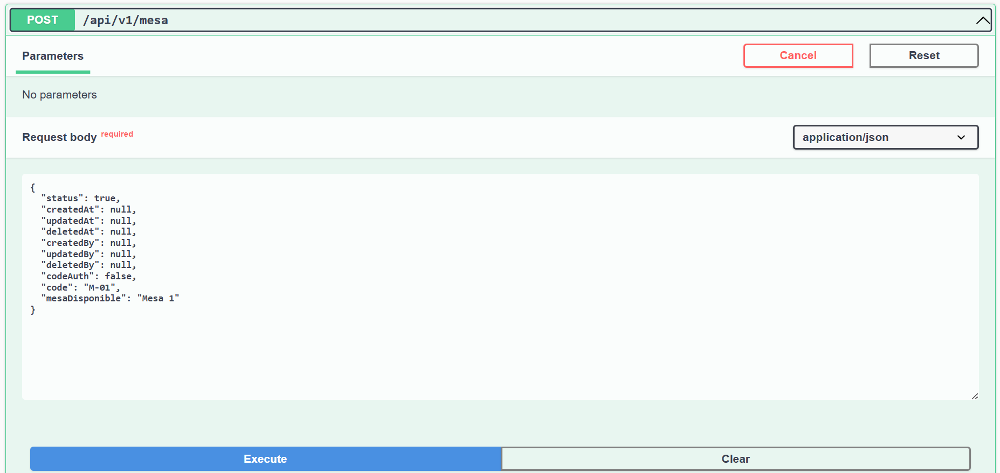 POST /api/v1/mesa
Parameters
Cancel
Reset
No parameters
Request body required
application/json
{
  "status": true,
  "createdAt": null,
  "updatedAt": null,
  "deletedAt": null,
  "createdBy": null,
  "updatedBy": null,
  "deletedBy": null,
  "codeAuth": false,
  "code": "M-01",
  "mesaDisponible": "Mesa 1"
}
Execute
Clear